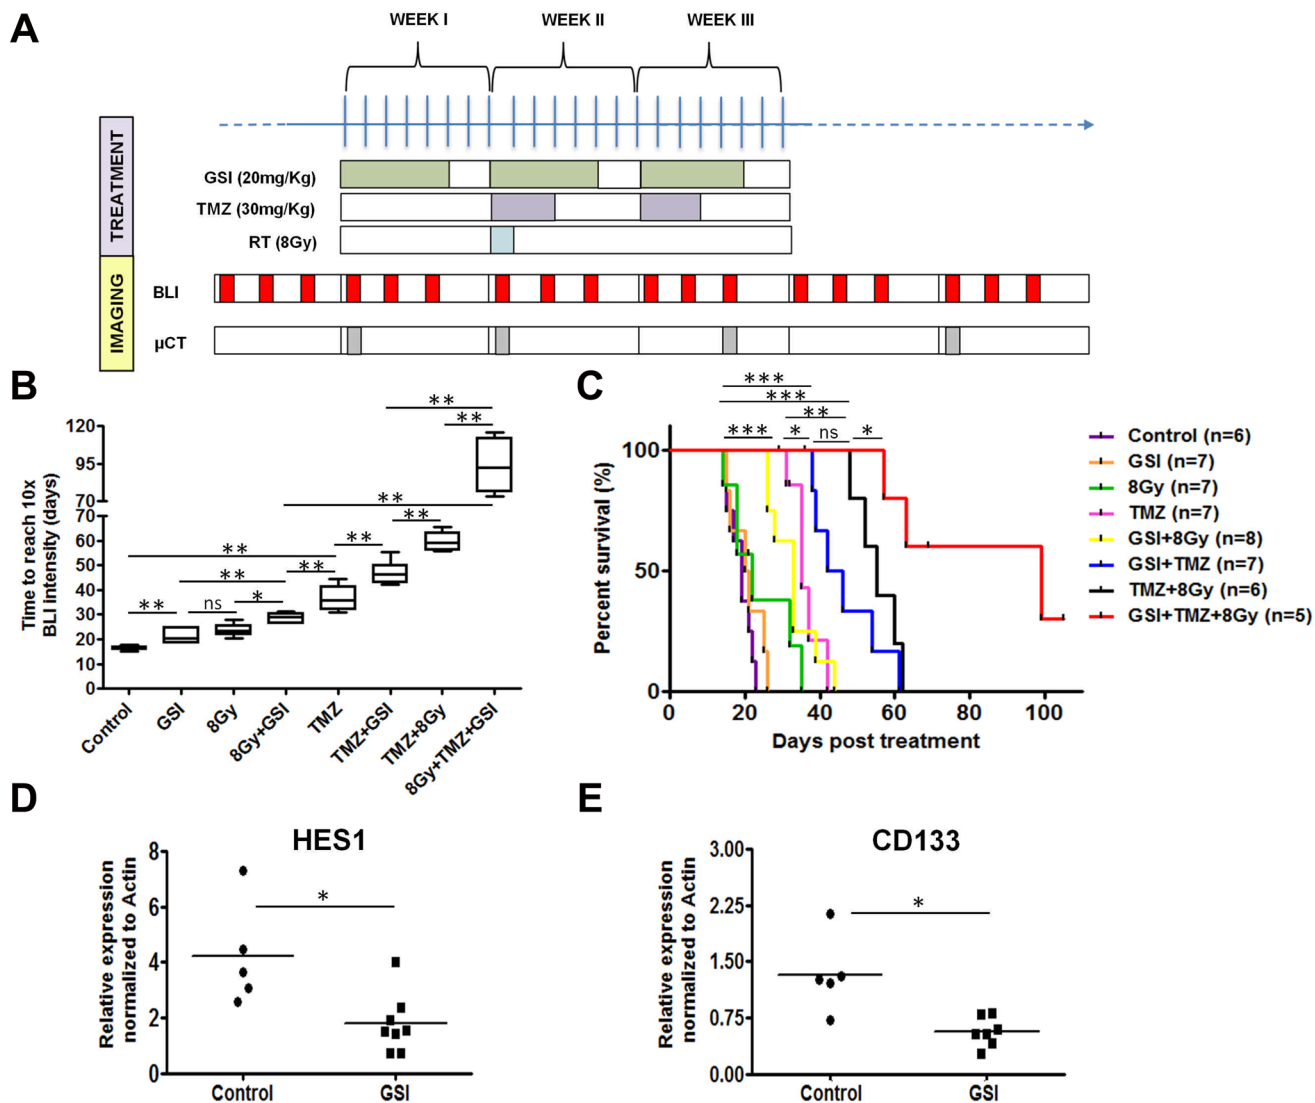 A
WEEK I
WEEK II
WEEK III
TREATMENT
GSI (20mg/Kg)
TMZ (30mg/Kg)
RT (8Gy)
IMAGING
BLI
µCT
B
Time to reach 10x
BLI Intensity (days)
120
95
70
70
60
50
40
30
20
10
0
**
**
**
**
**
**
**
**
**
ns
*
**
Control
GSI
8Gy
8Gy+GSI
TMZ
TMZ+GSI
TMZ+8Gy
8Gy+TMZ+GSI
C
***
***
**
***
*
ns
*
Percent survival (%)
100
50
0
0
20
40
60
80
100
Days post treatment
Control (n=6)
GSI (n=7)
8Gy (n=7)
TMZ (n=7)
GSI+8Gy (n=8)
GSI+TMZ (n=7)
TMZ+8Gy (n=6)
GSI+TMZ+8Gy (n=5)
D
HES1
Relative expression
normalized to Actin
8
6
4
2
0
*
Control
GSI
E
CD133
Relative expression
normalized to Actin
3.00
2.25
1.50
0.75
0.00
*
Control
GSI